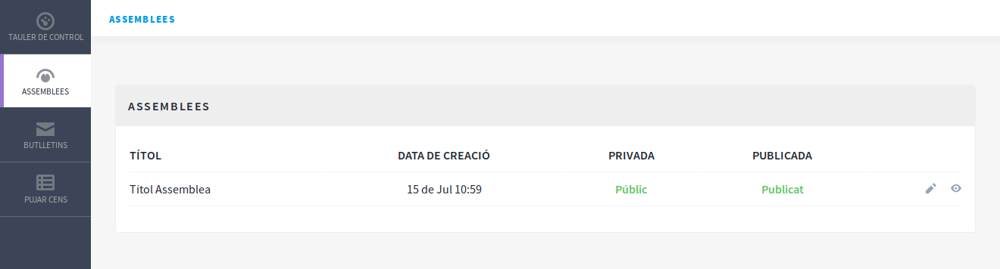 TAULER DE CONTROL
ASSEMBLEES
BUTLLETINS
PUJAR CENS
ASSEMBLEES
ASSEMBLEES
TÍTOL DATA DE CREACIÓ PRIVADA PUBLICADA
Títol Assemblea 15 de Jul 10:59 Públic Publicat